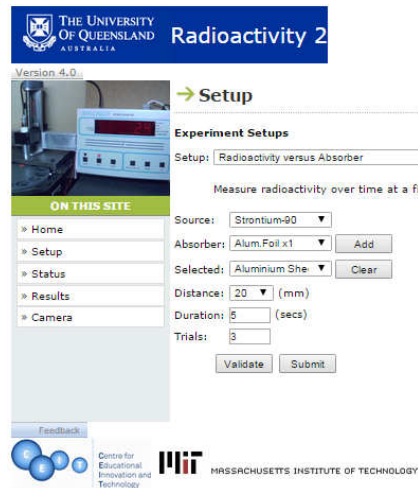 THE UNIVERSITY
OF QUEENSLAND
AUSTRALIA
Radioactivity 2
Version 4.0
ON THIS SITE
» Home
» Setup
» Status
» Results
» Camera
Feedback
Setup
Experiment Setups
Setup: Radioactivity versus Absorber
Measure radioactivity over time at a fi
Source: Strontium-90
Absorber: Alum.Foil x1 Add
Selected: Aluminium She Clear
Distance: 20 (mm)
Duration: 5 (secs)
Trials: 3
Validate Submit
CEIT
Centre for
Educational
Innovation and
Technology
MIT MASSACHUSETTS INSTITUTE OF TECHNOLOGY